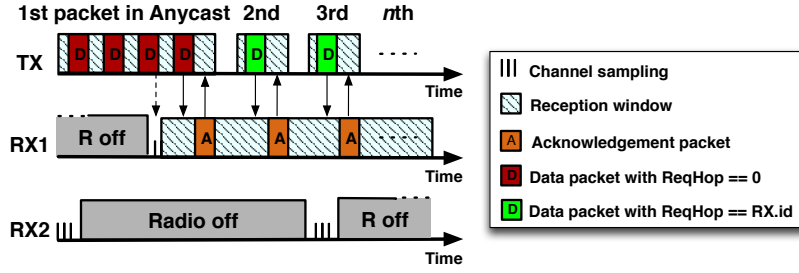 1st packet in Anycast 2nd 3rd nth
TX D D D D D D
Time
RX1 R off A A A
Time
RX2 Radio off R off
Time
Channel sampling
Reception window
A Acknowledgement packet
D Data packet with ReqHop == 0
D Data packet with ReqHop == RX.id